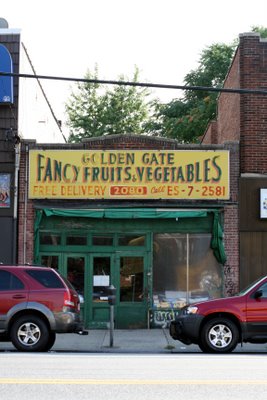 GOLDEN GATE
FANCY FRUITS & VEGETABLES
FREE DELIVERY 2080 Call ES-7-2581